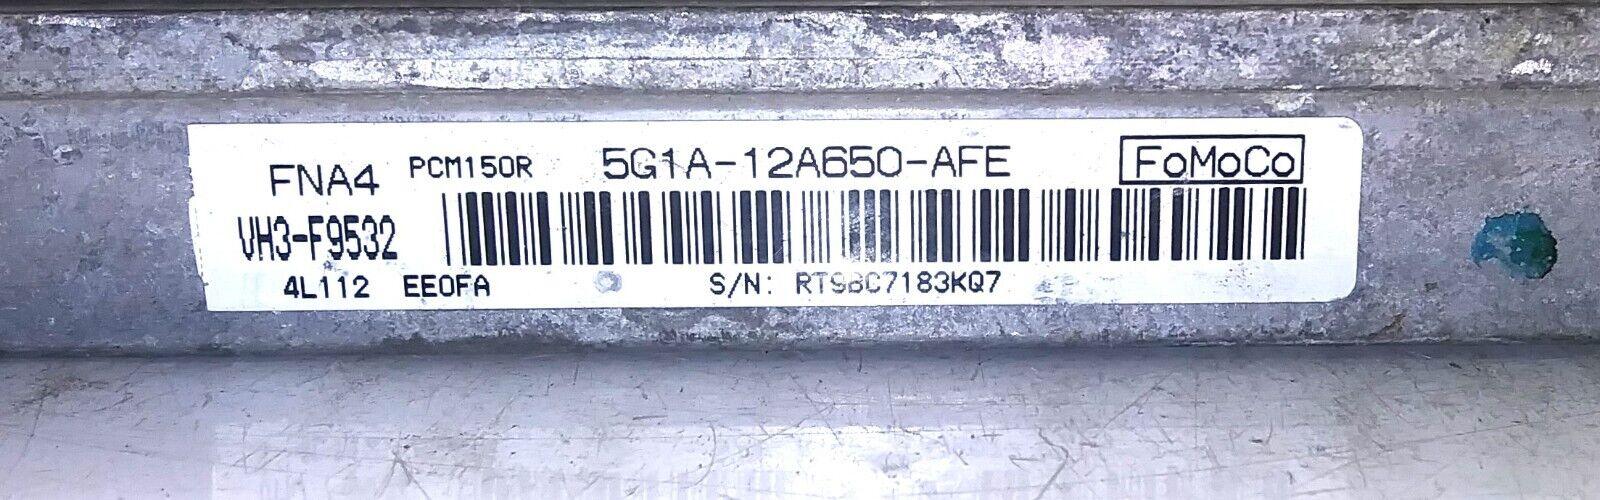 FNA4 PCM150R 5G1A-12A650-AFE FoMoCo
VH3-F9532
4L112 EE0FA S/N: RT9BC7183KQ7